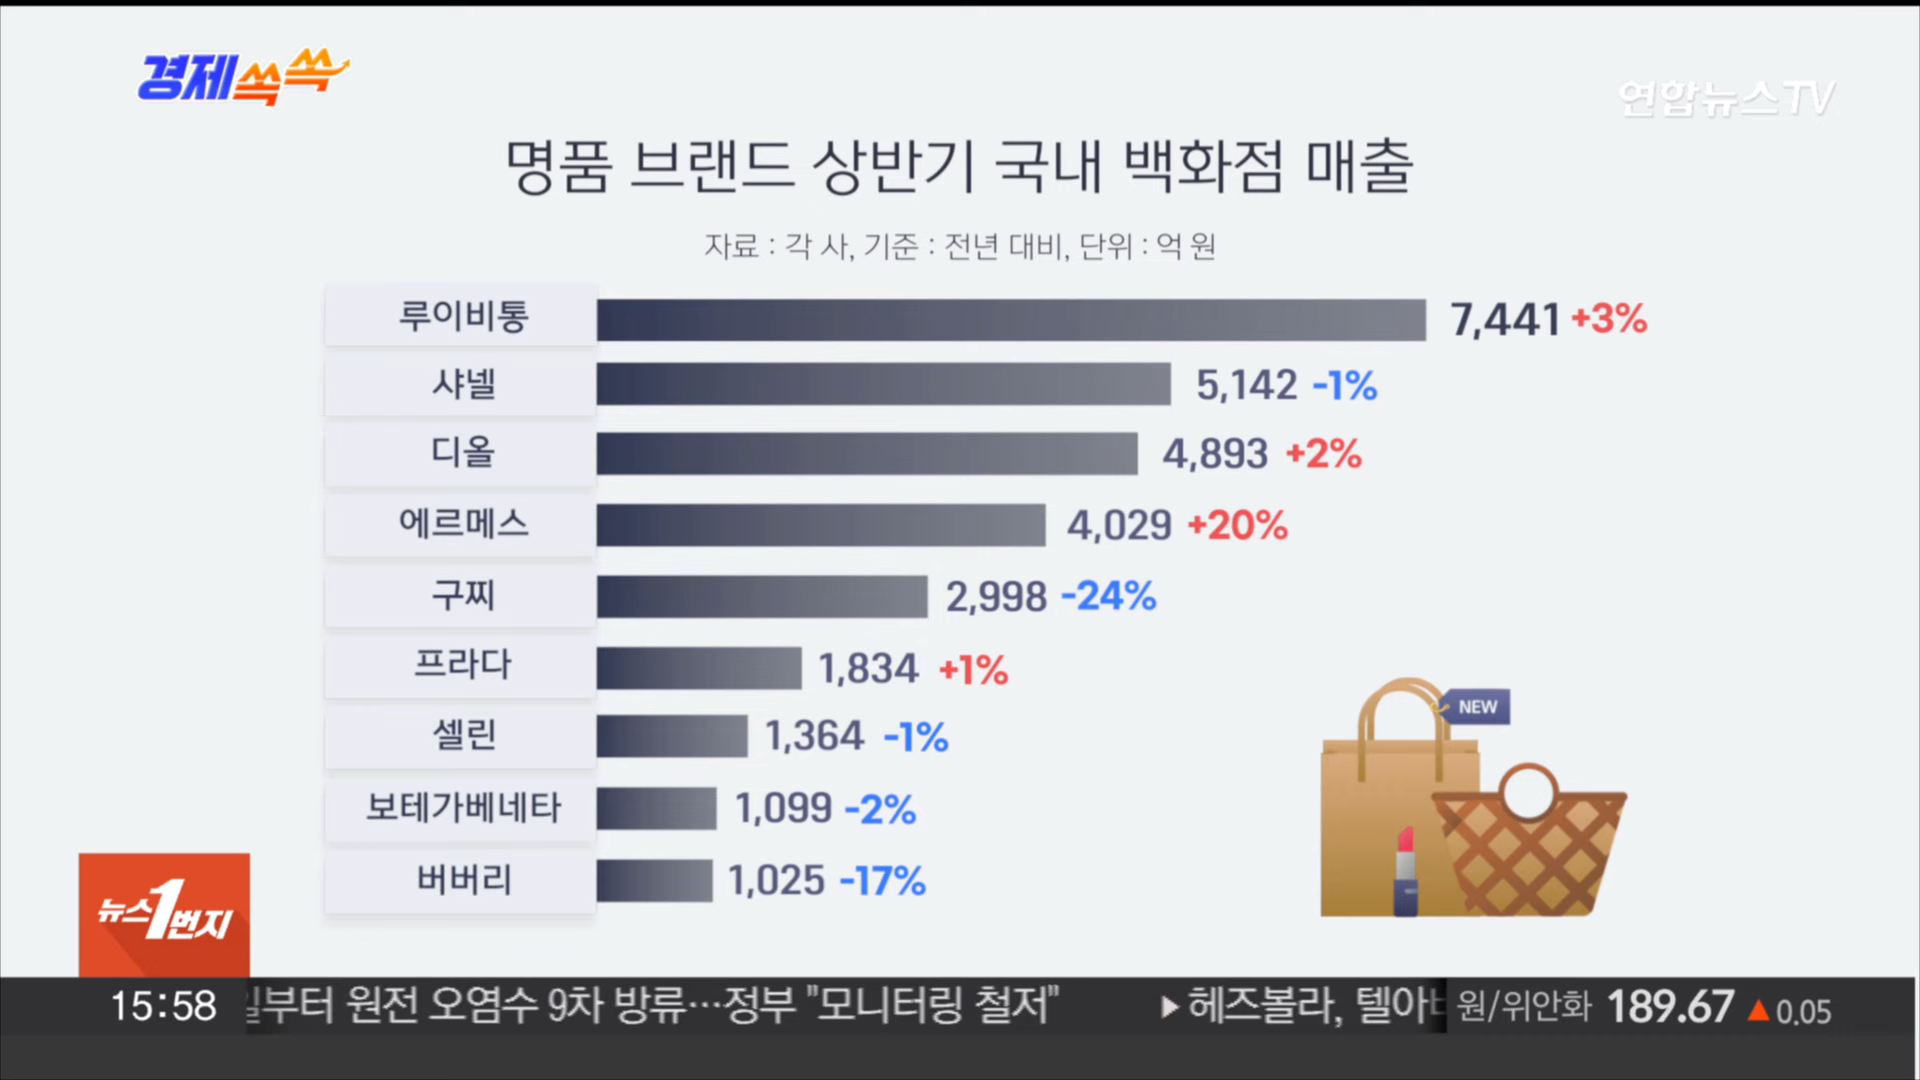 경제쏙쏙
연합뉴스TV
명품 브랜드 상반기 국내 백화점 매출
자료 : 각 사, 기준 : 전년 대비, 단위 : 억 원
루이비통 7,441 +3%
샤넬 5,142 -1%
디올 4,893 +2%
에르메스 4,029 +20%
구찌 2,998 -24%
프라다 1,834 +1%
셀린 1,364 -1%
보테가베네타 1,099 -2%
버버리 1,025 -17%
NEW
뉴스1번지
15:58 부터 원전 오염수 9차 방류…정부 "모니터링 철저" ▶헤즈볼라, 원/위안화 189.67 ▲0.05